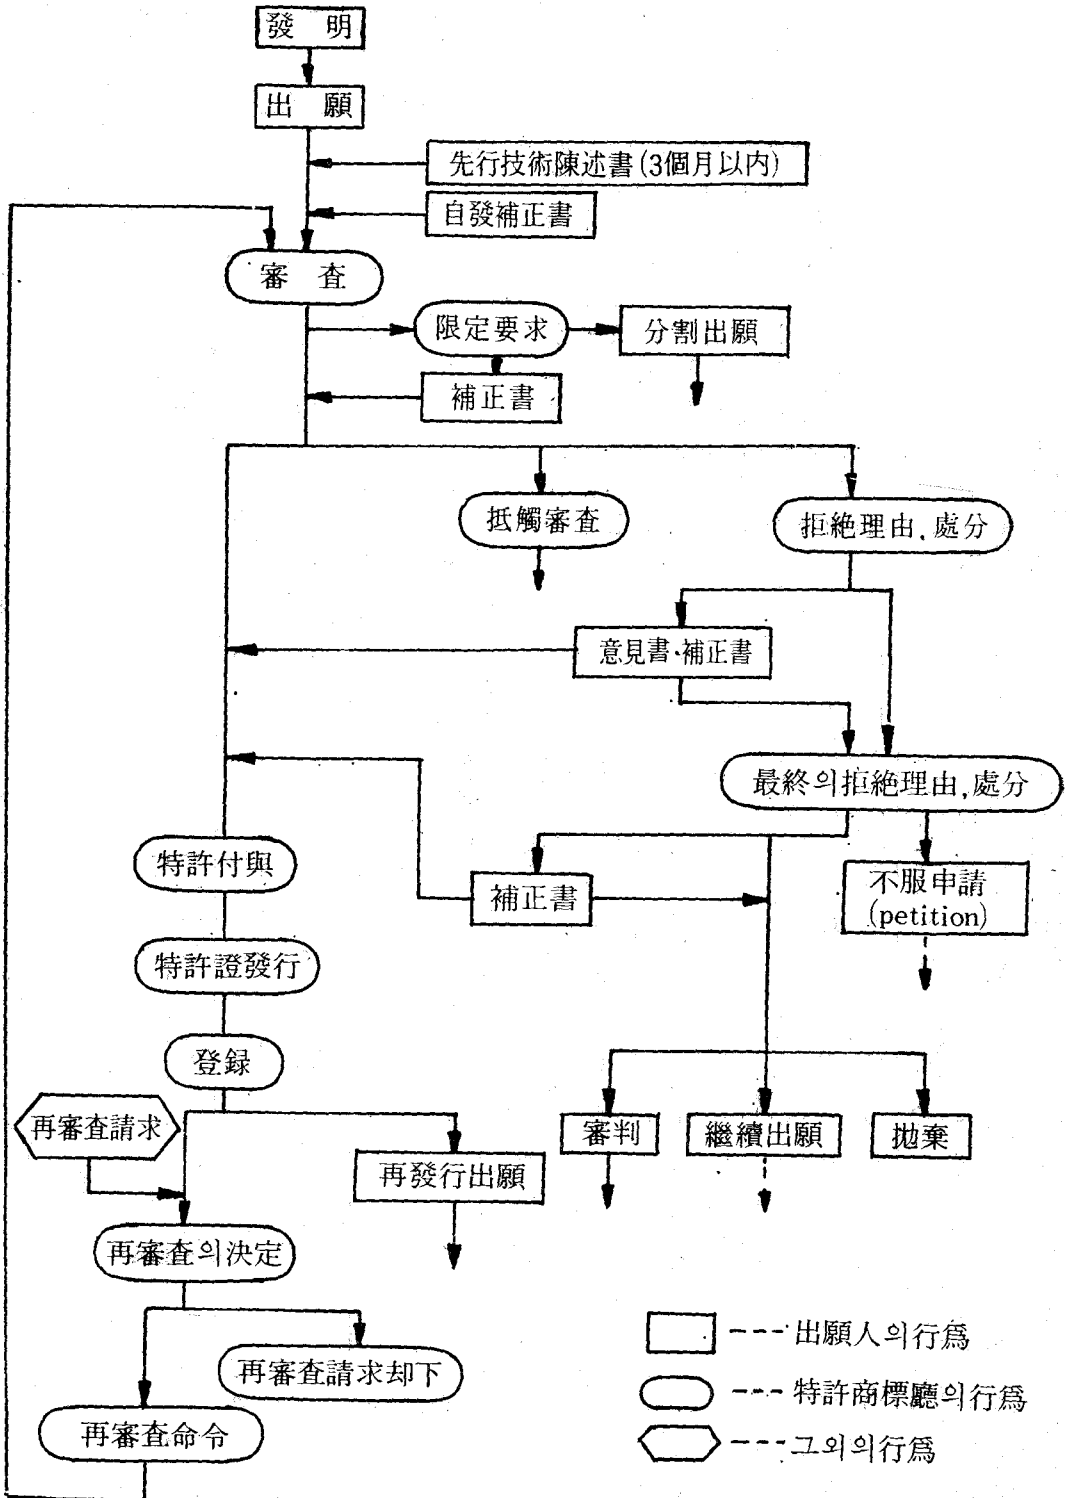 發 明
出 願
先行技術陳述書(3個月以内)
自發補正書
審 査
限定要求
分割出願
補正書
抵觸審査
拒絶理由, 處分
意見書·補正書
最終의拒絶理由, 處分
特許付與
補正書
不服申請
(petition)
特許證發行
登録
再審査請求
審判
繼續出願
抛棄
再發行出願
再審査의決定
再審査請求却下
再審査命令
出願人의行爲
特許商標廳의行爲
그외의行爲